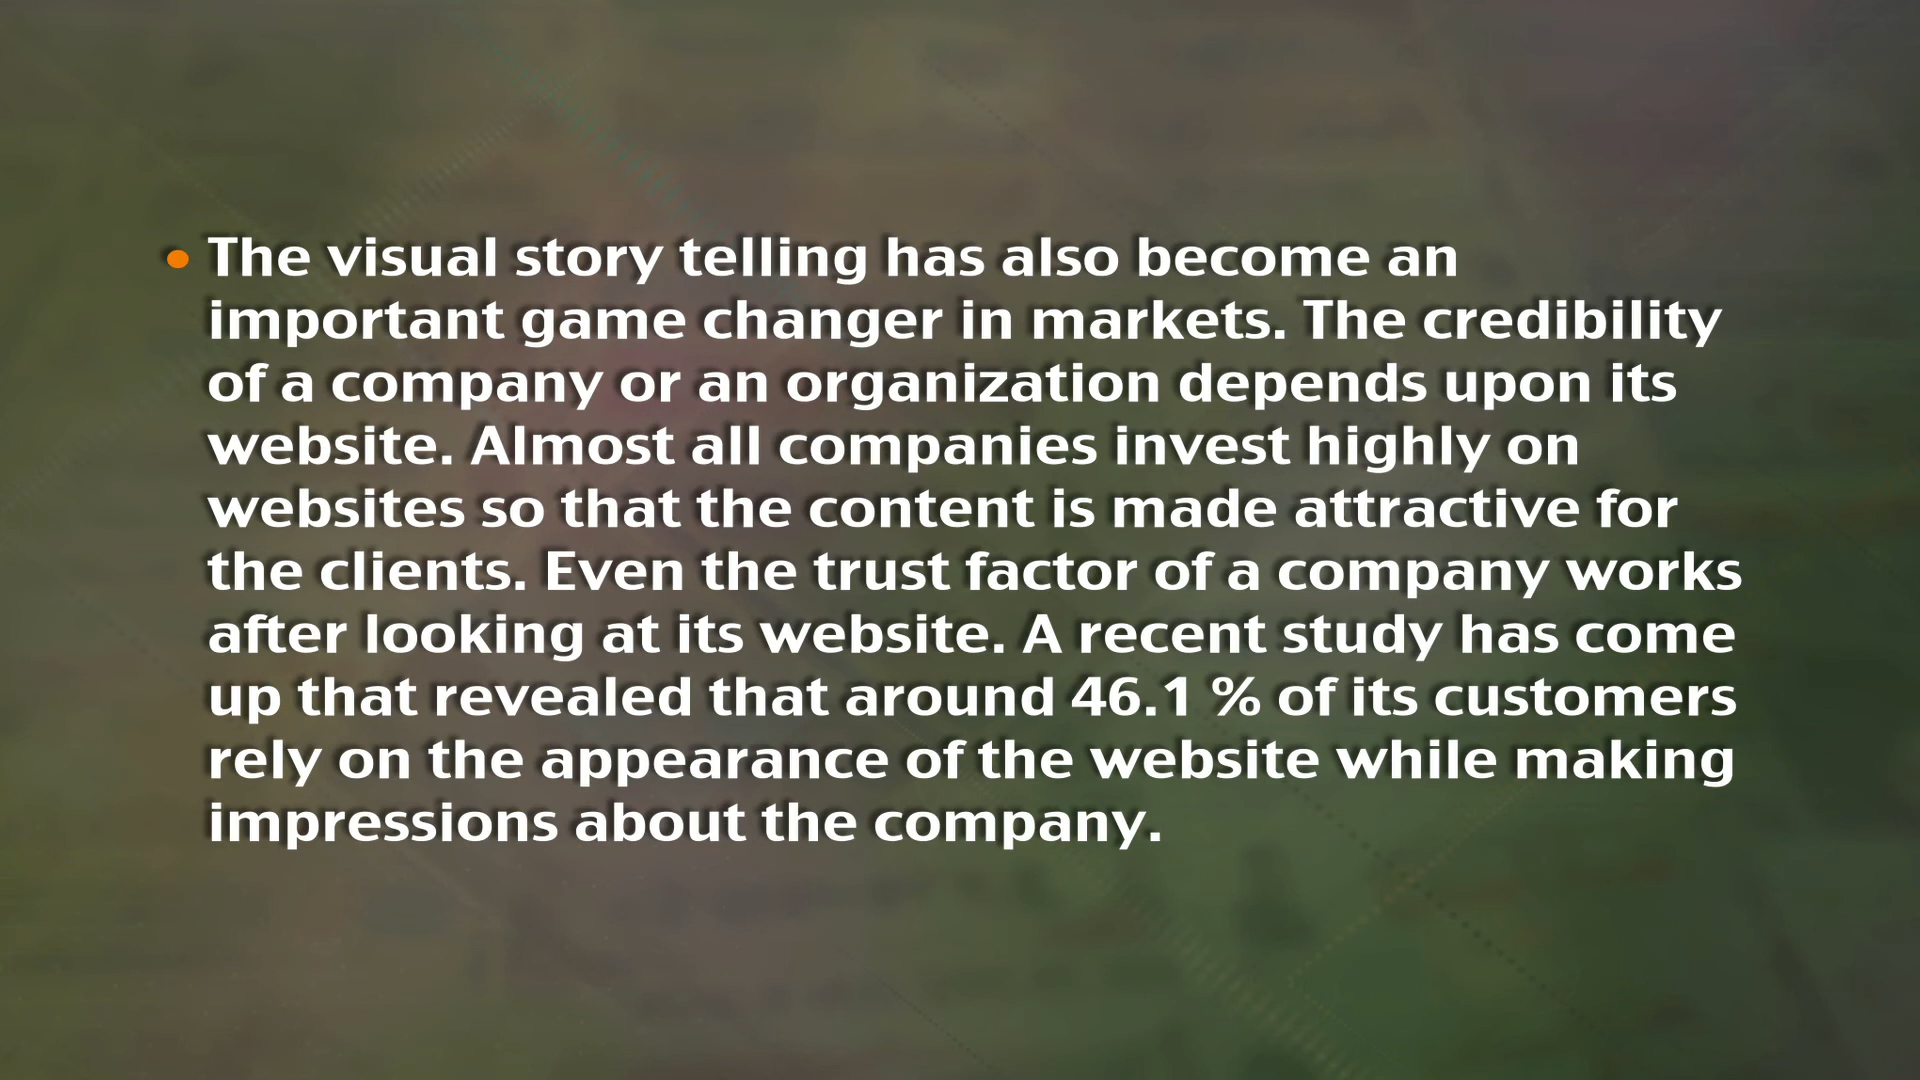 • The visual story telling has also become an
important game changer in markets. The credibility
of a company or an organization depends upon its
website. Almost all companies invest highly on
websites so that the content is made attractive for
the clients. Even the trust factor of a company works
after looking at its website. A recent study has come
up that revealed that around 46.1 % of its customers
rely on the appearance of the website while making
impressions about the company.